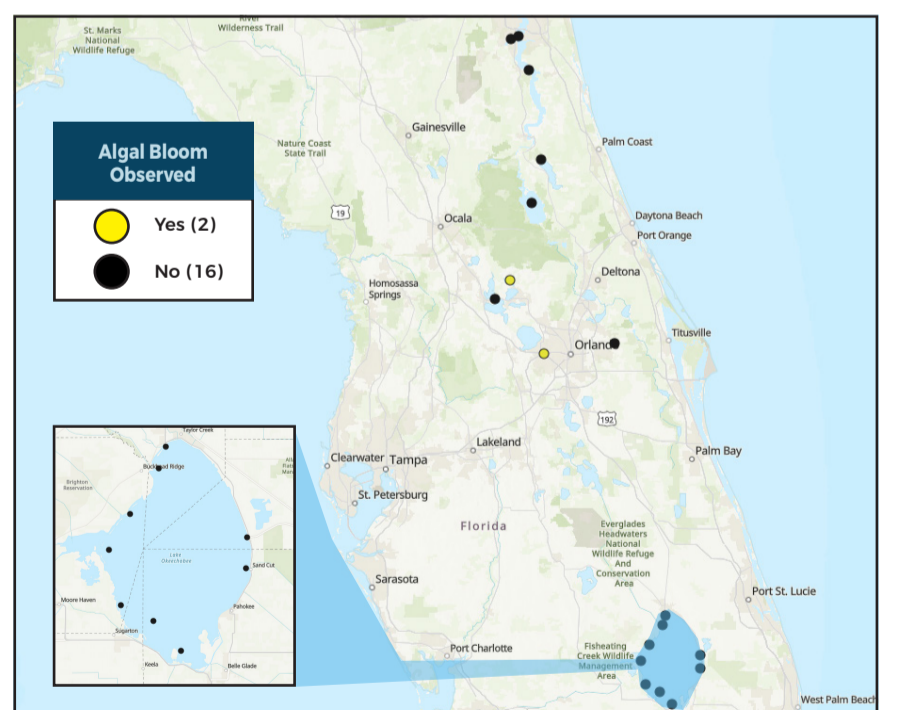 River
Wilderness Trail
St. Marks
National
Wildlife Refuge
Gainesville
Palm Coast
Nature Coast
State Trail
Algal Bloom
Observed
Yes (2)
No (16)
19
Ocala
Daytona Beach
Port Orange
Deltona
Homosassa
Springs
Titusville
Orlando
192
Lakeland
Palm Bay
Clearwater
Tampa
St. Petersburg
Florida
Everglades
Headwaters
National
Wildlife Refuge
And
Conservation
Area
Sarasota
Port St. Lucie
Port Charlotte
Fisheating
Creek Wildlife
Management
Area
West Palm Beach
Taylor Creek
Buckhead Ridge
Brighton
Reservation
Lake
Okeechobee
Sand Cut
Moore Haven
Pahokee
Keela
Belle Glade